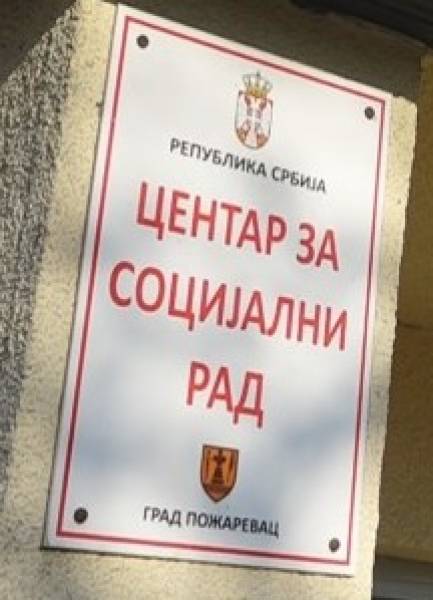 РЕПУБЛИКА СРБИЈА
ЦЕНТАР ЗА
СОЦИЈАЛНИ
РАД
ГРАД ПОЖАРЕВАЦ